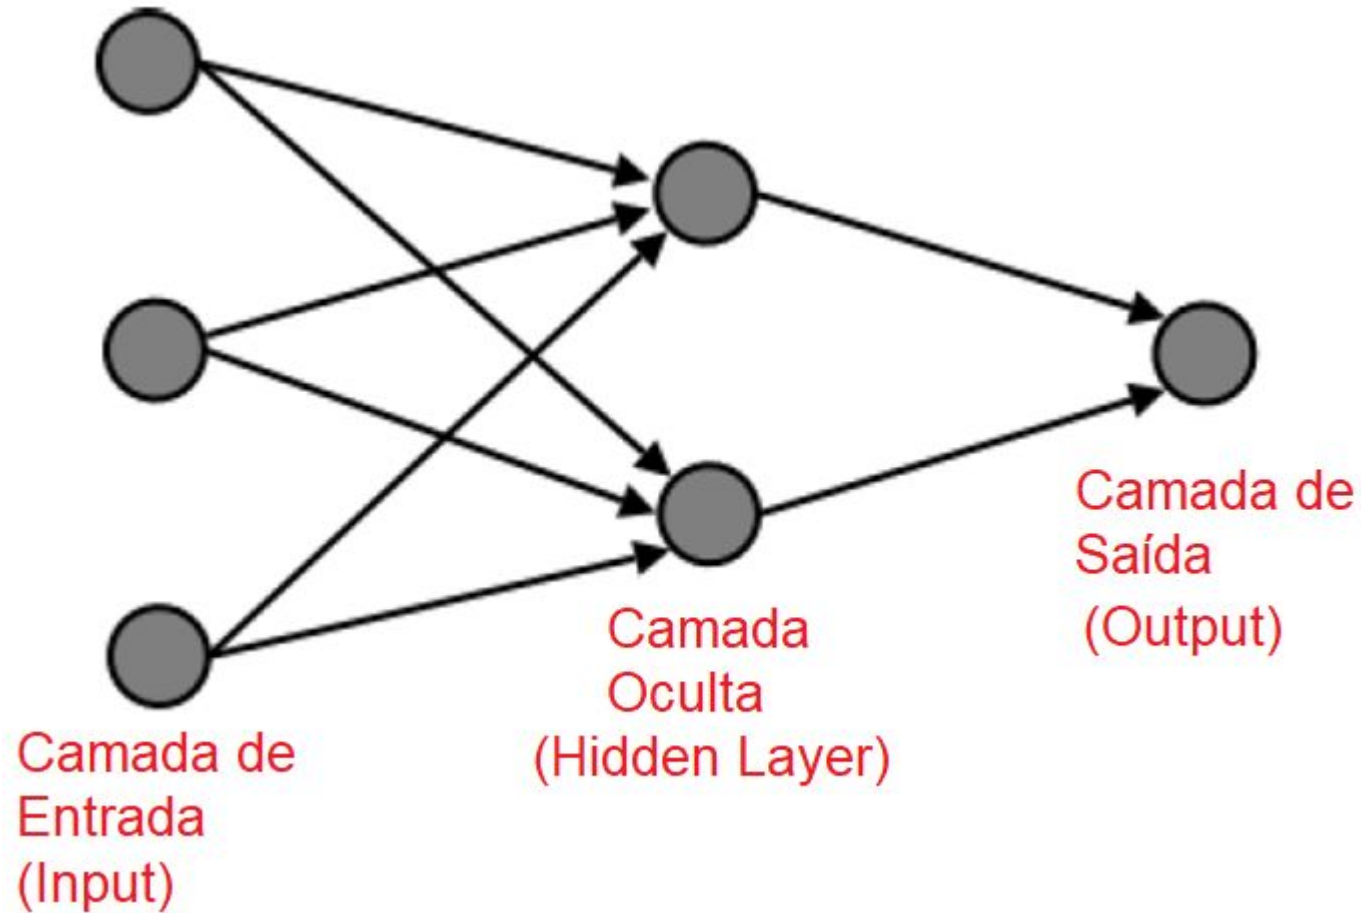 Camada de
Entrada
(Input)
Camada
Oculta
(Hidden Layer)
Camada de
Saída
(Output)